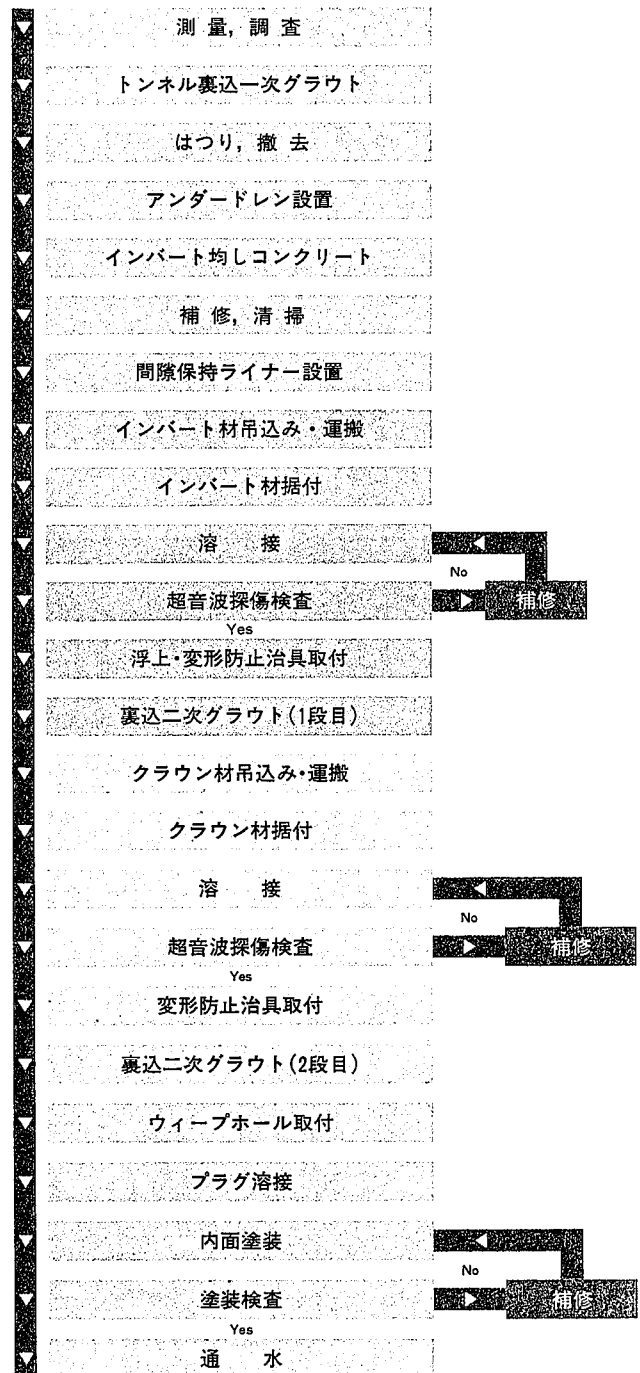 測量,調査
トンネル裏込一次グラウト
はつり,撤去
アンダードレン設置
インバート均しコンクリート
補修,清掃
間隙保持ライナー設置
インバート材吊込み・運搬
インバート材据付
溶接
No
超音波探傷検査
補修
Yes
浮上・変形防止治具取付
裏込二次グラウト(1段目)
クラウン材吊込み・運搬
クラウン材据付
溶接
No
超音波探傷検査
補修
Yes
変形防止治具取付
裏込二次グラウト(2段目)
ウィープホール取付
プラグ溶接
内面塗装
No
塗装検査
補修
Yes
通水